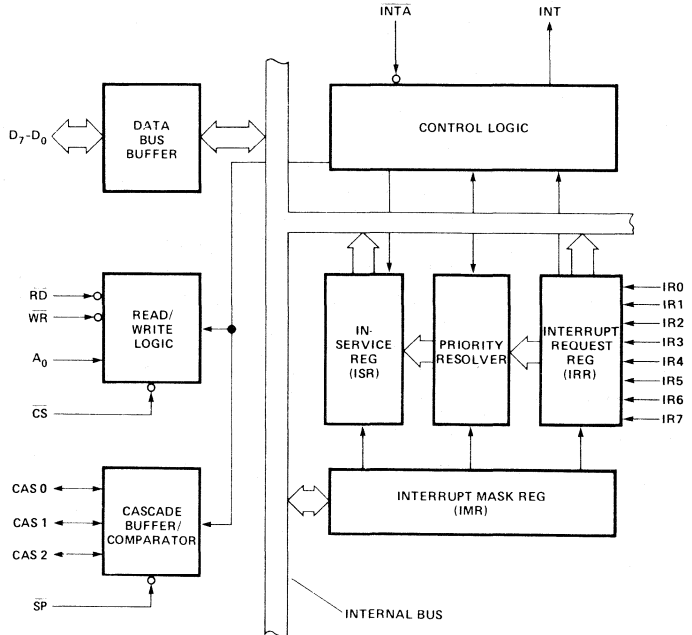 INTA
INT
D7-D0
DATA
BUS
BUFFER
CONTROL LOGIC
RD
WR
A0
CS
READ/
WRITE
LOGIC
IN-
SERVICE
REG
(ISR)
PRIORITY
RESOLVER
INTERRUPT
REQUEST
REG
(IRR)
IR0
IR1
IR2
IR3
IR4
IR5
IR6
IR7
CAS 0
CAS 1
CAS 2
SP
CASCADE
BUFFER/
COMPARATOR
INTERRUPT MASK REG
(IMR)
INTERNAL BUS